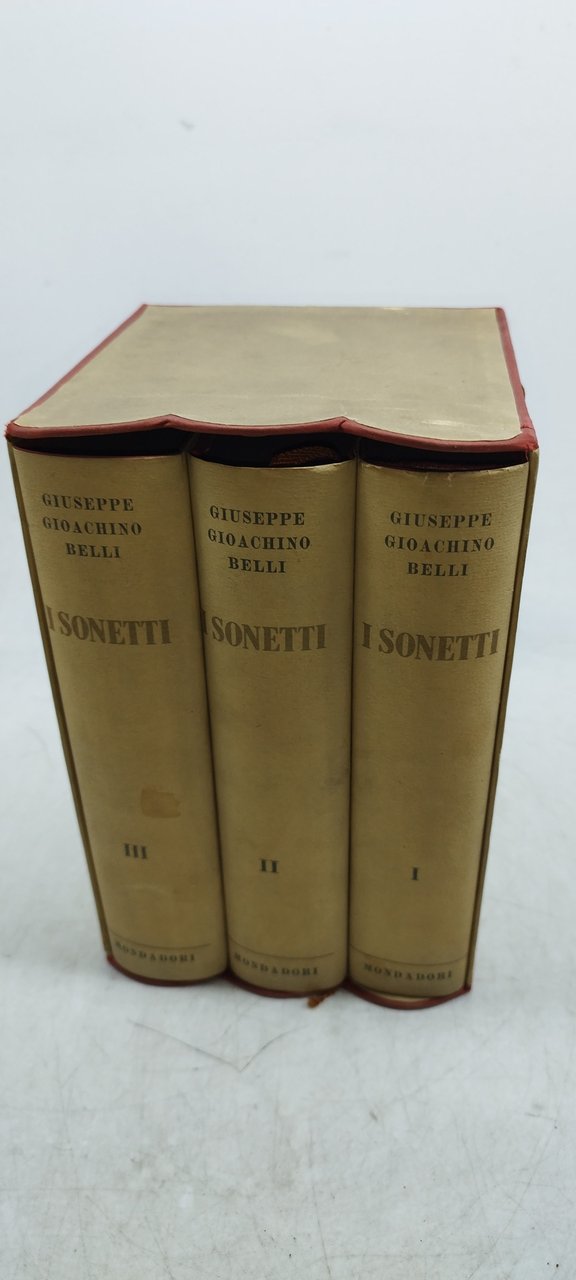 GIUSEPPE
GIOACHINO
BELLI
I SONETTI
III
MONDADORI
GIUSEPPE
GIOACHINO
BELLI
I SONETTI
II
MONDADORI
GIUSEPPE
GIOACHINO
BELLI
I SONETTI
I
MONDADORI